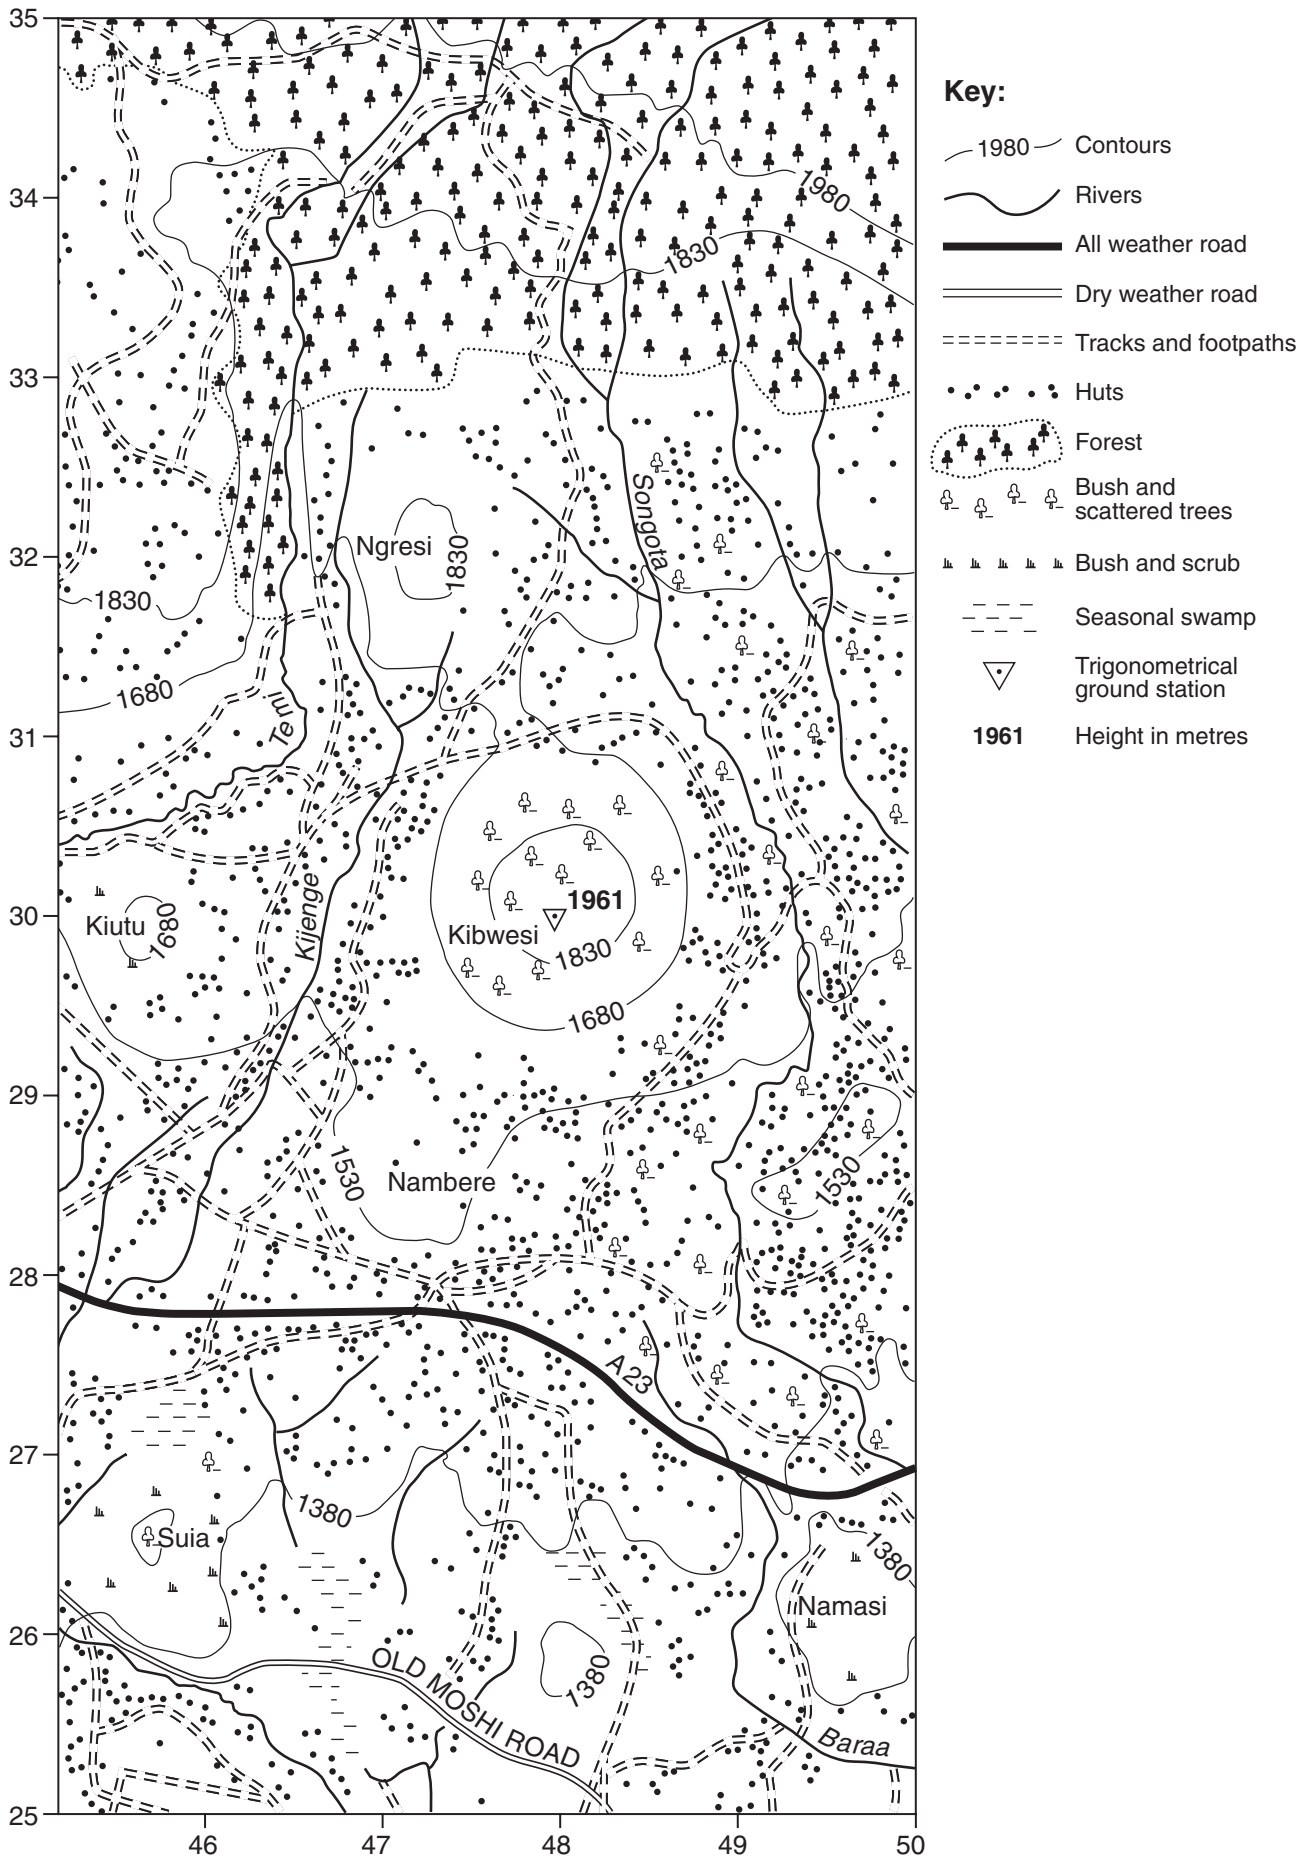 35
34
33
32
31
30
29
28
27
26
25
46
47
48
49
50
1980
1830
Songota
Ngresi
1830
1830
1680
Temi
Kijenge
Kiutu
1680
1961
Kibwesi
1830
1680
1530
Nambere
1530
A23
1380
Suia
1380
Namasi
OLD MOSHI ROAD
1380
Baraa
Key:
1980
Contours
Rivers
All weather road
Dry weather road
Tracks and footpaths
Huts
Forest
Bush and
scattered trees
Bush and scrub
Seasonal swamp
Trigonometrical
ground station
1961
Height in metres